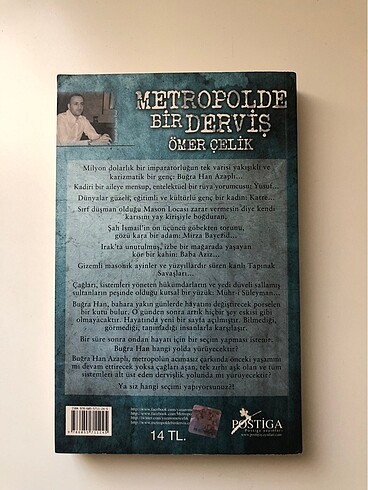 METROPOLDE
BİR DERVİŞ
ÖMER ÇELİK
Milyon dolarlık bir imparatorluğun tek varisi yakışıklı ve
karizmatik bir genç: Buğra Han Azaplı...
Kadiri bir aileye mensup, entelektüel bir rüya yorumcusu: Yusuf...
Dünyalar güzeli, eğitimli ve kültürlü genç bir kadın: Katre...
Sırf düşman olduğu Mason Locası zarar vermesin diye kendi
karısını yay kirişiyle boğduran,
Şah İsmail'in on üçüncü göbekten torunu,
gözü kara bir adam: Mirza Bayezid...
Irak'ta unutulmuş, izbe bir mağarada yaşayan
kör bir kahin: Baba Aziz...
Gizemli masonik ayinler ve yüzyıllardır süren kanlı Tapınak
Savaşları...
Çağları, sistemleri yöneten hükümdarların ve yedi düveli sallamış
sultanların peşinde olduğu kutsal bir yüzük: Mühr-ü Süleyman...
Buğra Han, bahara yakın günlerde hayatını değiştirecek porselen
bir kutu bulur. O günden sonra artık hiçbir şey eskisi gibi
olmayacaktır. Hayatında yeni bir sayfa açılmıştır. Bilmediği,
görmediği, tanımadığı insanlarla karşılaşır.
Bir süre sonra ondan hayatı için bir seçim yapması istenir.
Buğra Han hangi yolda yürüyecektir?
Buğra Han Azaplı, metropolün acımasız çarkında önceki yaşamını
mı devam ettirecek yoksa çağları aşan, tek sızılı aşk olan ve tüm
sistemleri alt üst eden dervişlik yolunda mı yürüyecektir?
Ya siz hangi seçimi yapıyorsunuz?!
14 TL.
POSTİGA
Postiga yayınları